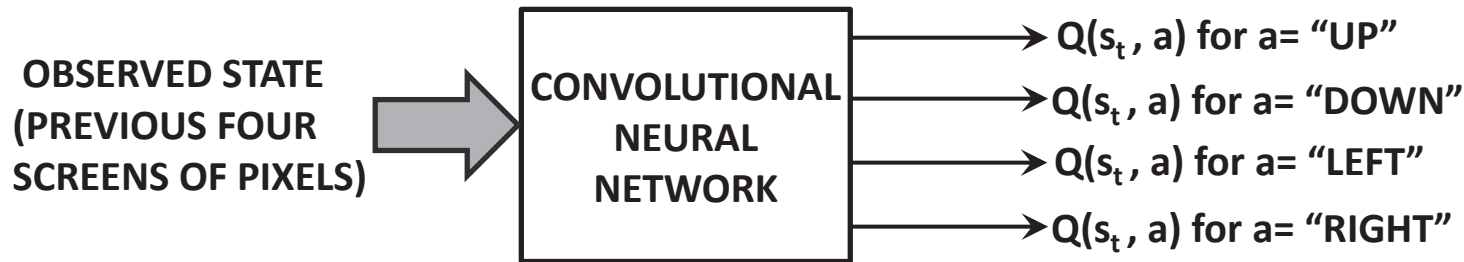 OBSERVED STATE
(PREVIOUS FOUR
SCREENS OF PIXELS)
CONVOLUTIONAL
NEURAL
NETWORK
Q(sₜ , a) for a= “UP”
Q(sₜ , a) for a= “DOWN”
Q(sₜ , a) for a= “LEFT”
Q(sₜ , a) for a= “RIGHT”